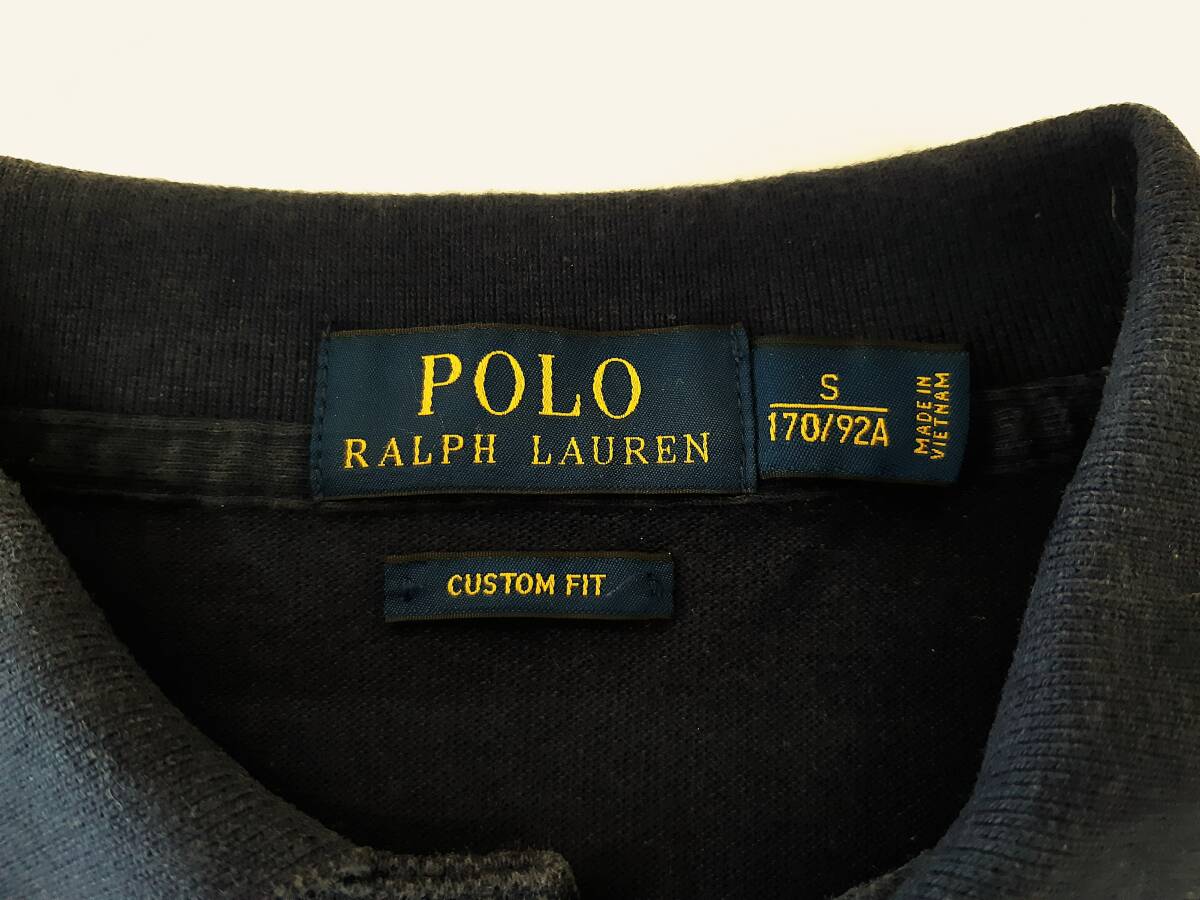 POLO
RALPH LAUREN
S
170/92A
MADE IN
VIETNAM
CUSTOM FIT